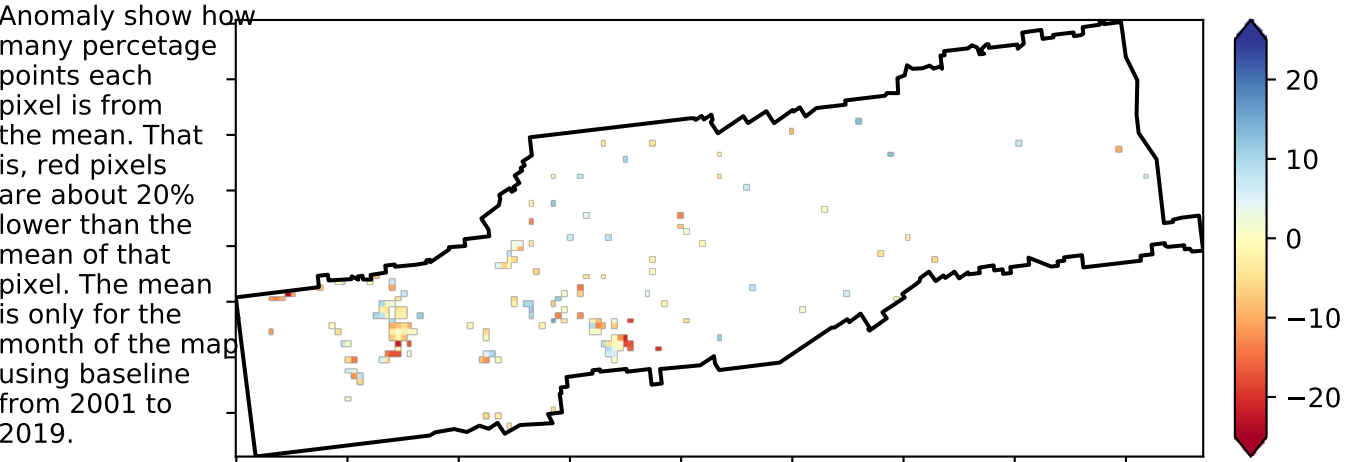 Anomaly show how
many percetage
points each
pixel is from
the mean. That
is, red pixels
are about 20%
lower than the
mean of that
pixel. The mean
is only for the
month of the map
using baseline
from 2001 to
2019.
20
10
0
−10
−20